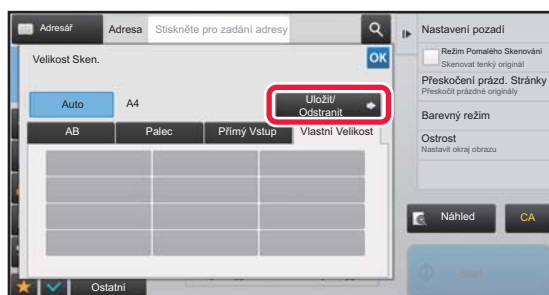 Adresář
Adresa
Stiskněte pro zadání adresy
Velikost Sken.
OK
Auto
A4
Uložit/
Odstranit
AB
Palec
Přímý Vstup
Vlastní Velikost
Ostatní
Nastavení pozadí
Režim Pomalého Skenování
Skenovat tenký originál
Přeskočení prázd. Stránky
Přeskočit prázdné originály
Barevný režim
Ostrost
Nastavit okraj obrazu
Náhled
CA
Start